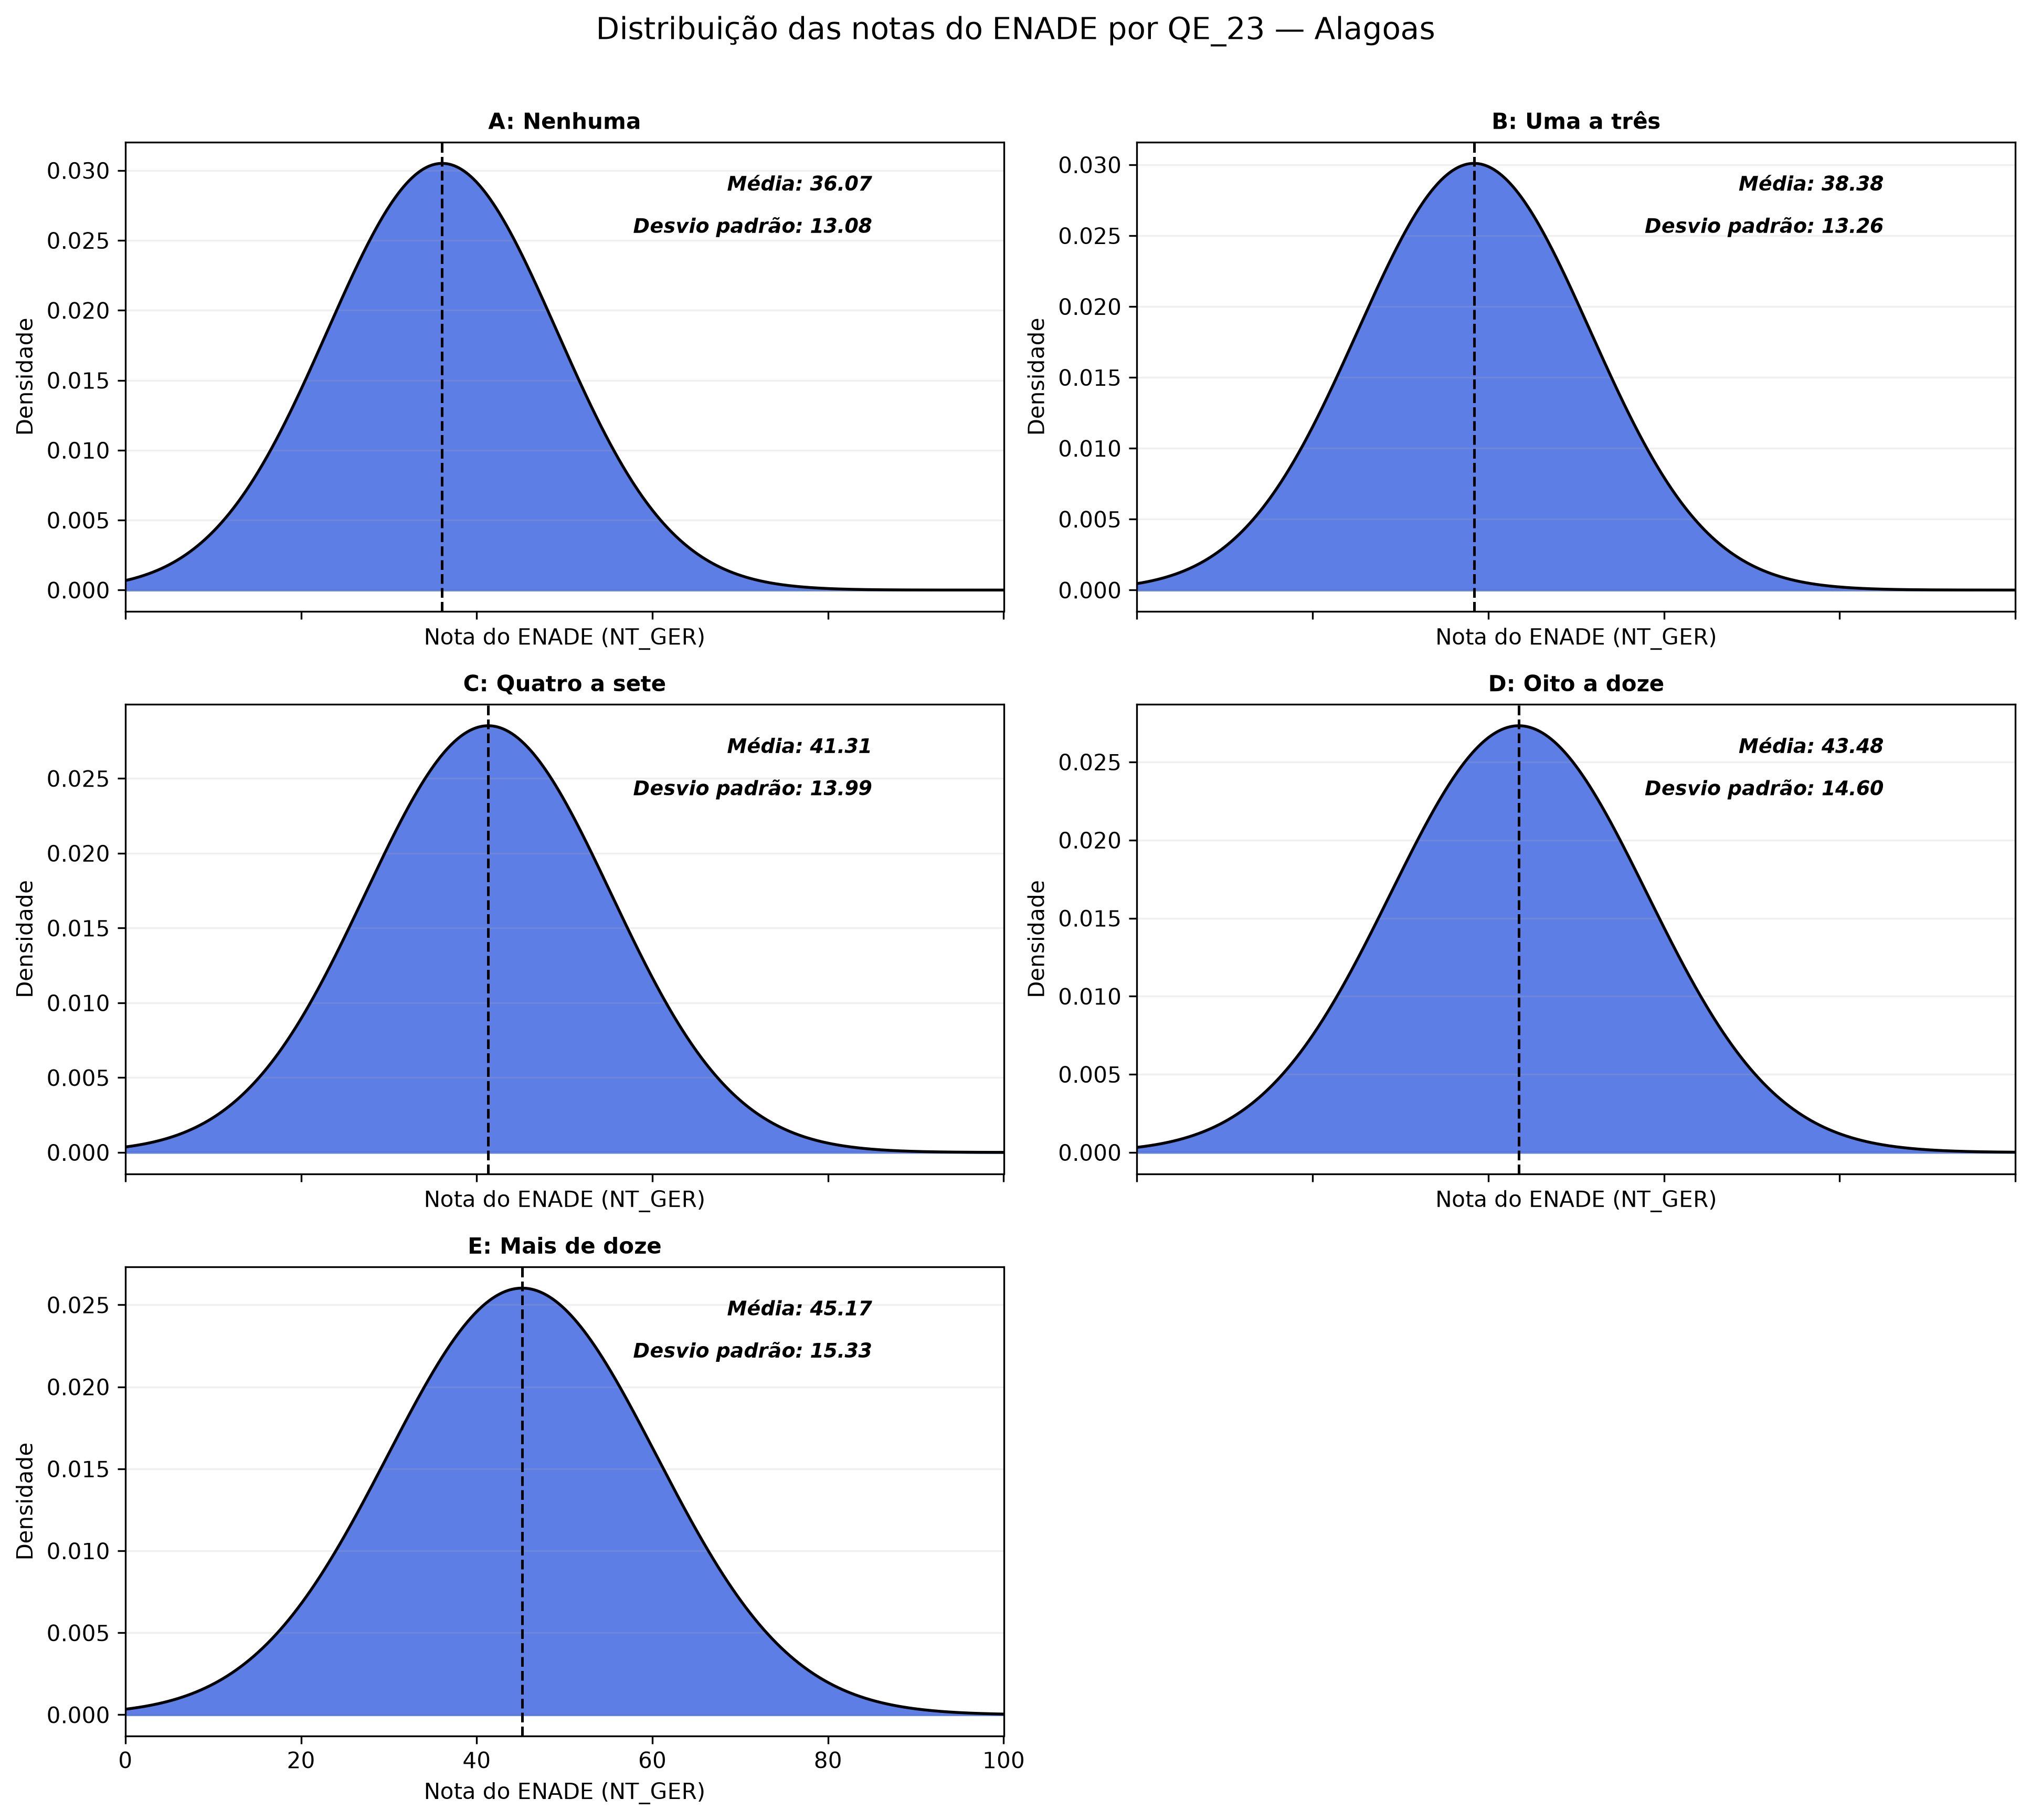 Distribuição das notas do ENADE por QE_23 — Alagoas
A: Nenhuma
Média: 36.07
Desvio padrão: 13.08
0.030
0.025
0.020
0.015
0.010
0.005
0.000
Densidade
Nota do ENADE (NT_GER)
B: Uma a três
Média: 38.38
Desvio padrão: 13.26
0.030
0.025
0.020
0.015
0.010
0.005
0.000
Densidade
Nota do ENADE (NT_GER)
C: Quatro a sete
Média: 41.31
Desvio padrão: 13.99
0.025
0.020
0.015
0.010
0.005
0.000
Densidade
Nota do ENADE (NT_GER)
D: Oito a doze
Média: 43.48
Desvio padrão: 14.60
0.025
0.020
0.015
0.010
0.005
0.000
Densidade
Nota do ENADE (NT_GER)
E: Mais de doze
Média: 45.17
Desvio padrão: 15.33
0.025
0.020
0.015
0.010
0.005
0.000
Densidade
0 20 40 60 80 100
Nota do ENADE (NT_GER)